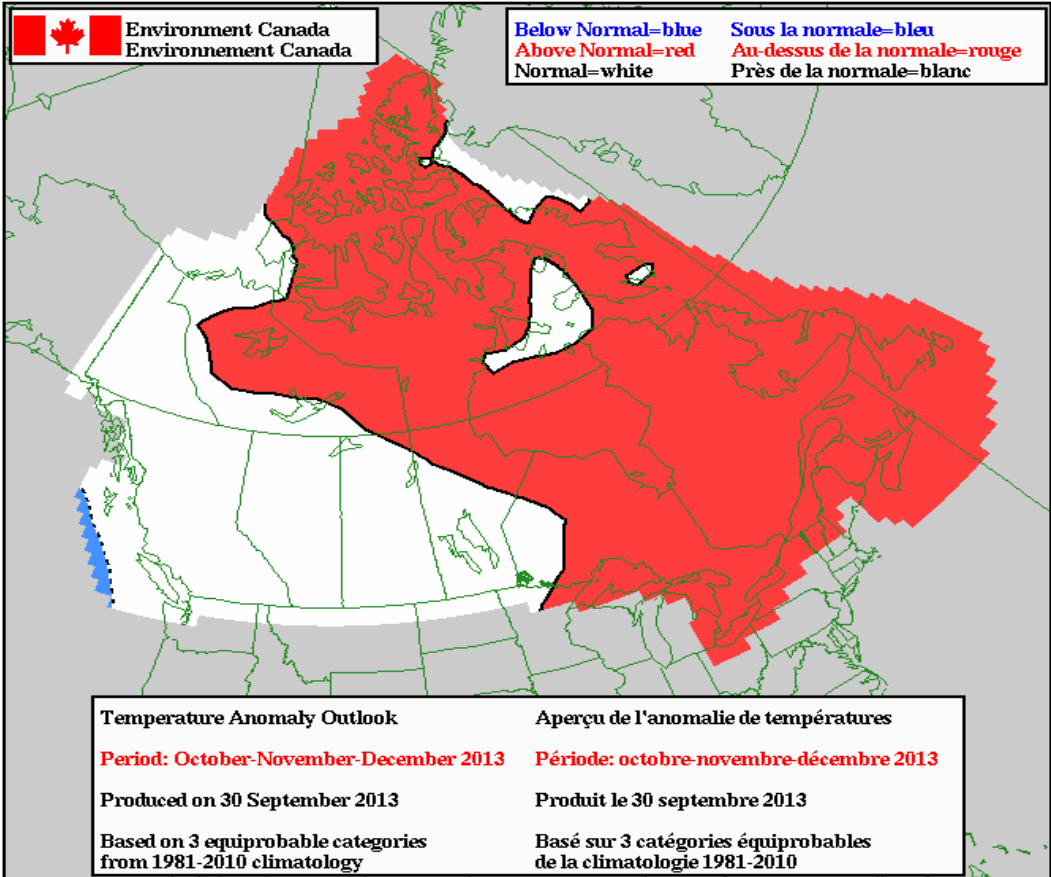 Environment Canada
Environnement Canada
Below Normal=blue Sous la normale=bleu
Above Normal=red Au-dessus de la normale=rouge
Normal=white Près de la normale=blanc
Temperature Anomaly Outlook Aperçu de l'anomalie de températures
Period: October-November-December 2013 Période: octobre-novembre-décembre 2013
Produced on 30 September 2013 Produit le 30 septembre 2013
Based on 3 equiprobable categories Basé sur 3 catégories équiprobables
from 1981-2010 climatology de la climatologie 1981-2010